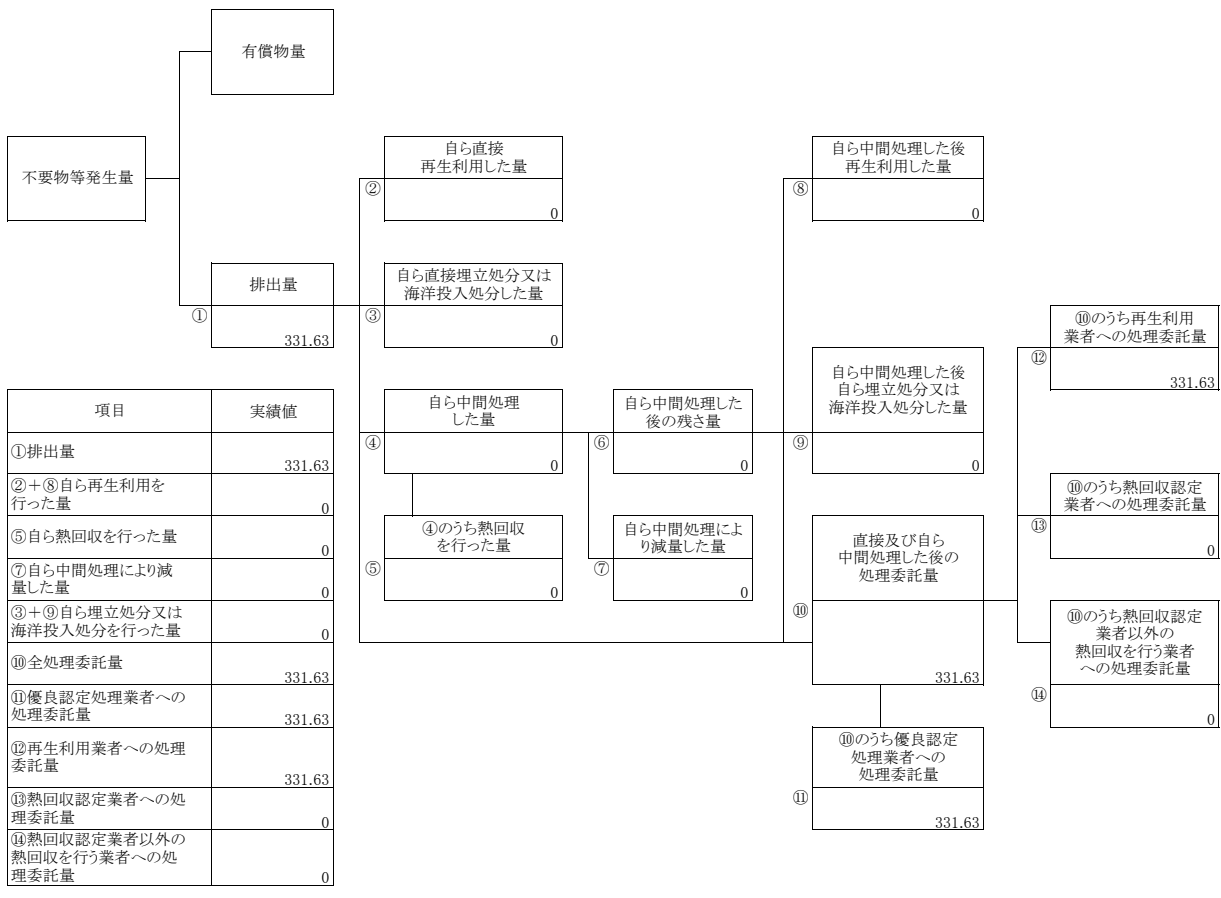 有償物量
不要物等発生量
排出量
①
331.63
自ら直接
再生利用した量
②
0
自ら直接埋立処分又は
海洋投入処分した量
③
0
自ら中間処理
した量
④
0
④のうち熱回収
を行った量
⑤
0
自ら中間処理した
後の残さ量
⑥
0
自ら中間処理によ
り減量した量
⑦
0
自ら中間処理した後
再生利用した量
⑧
0
自ら中間処理した後
自ら埋立処分又は
海洋投入処分した量
⑨
0
直接及び自ら
中間処理した後の
処理委託量
⑩
331.63
⑩のうち優良認定
処理業者への
処理委託量
⑪
331.63
⑩のうち再生利用
業者への処理委託量
⑫
331.63
⑩のうち熱回収認定
業者への処理委託量
⑬
0
⑩のうち熱回収認定
業者以外の
熱回収を行う業者
への処理委託量
⑭
0
項目 実績値
①排出量
331.63
②＋⑧自ら再生利用を
行った量
0
⑤自ら熱回収を行った量
0
⑦自ら中間処理により減
量した量
0
③＋⑨自ら埋立処分又は
海洋投入処分を行った量
0
⑩全処理委託量
331.63
⑪優良認定処理業者への
処理委託量
331.63
⑫再生利用業者への処理
委託量
331.63
⑬熱回収認定業者への処
理委託量
0
⑭熱回収認定業者以外の
熱回収を行う業者への処
理委託量
0